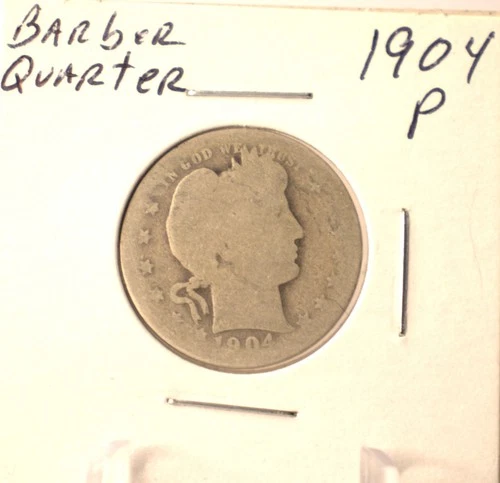 Barber
Quarter
1904
P
IN GOD WE TRUST
1904